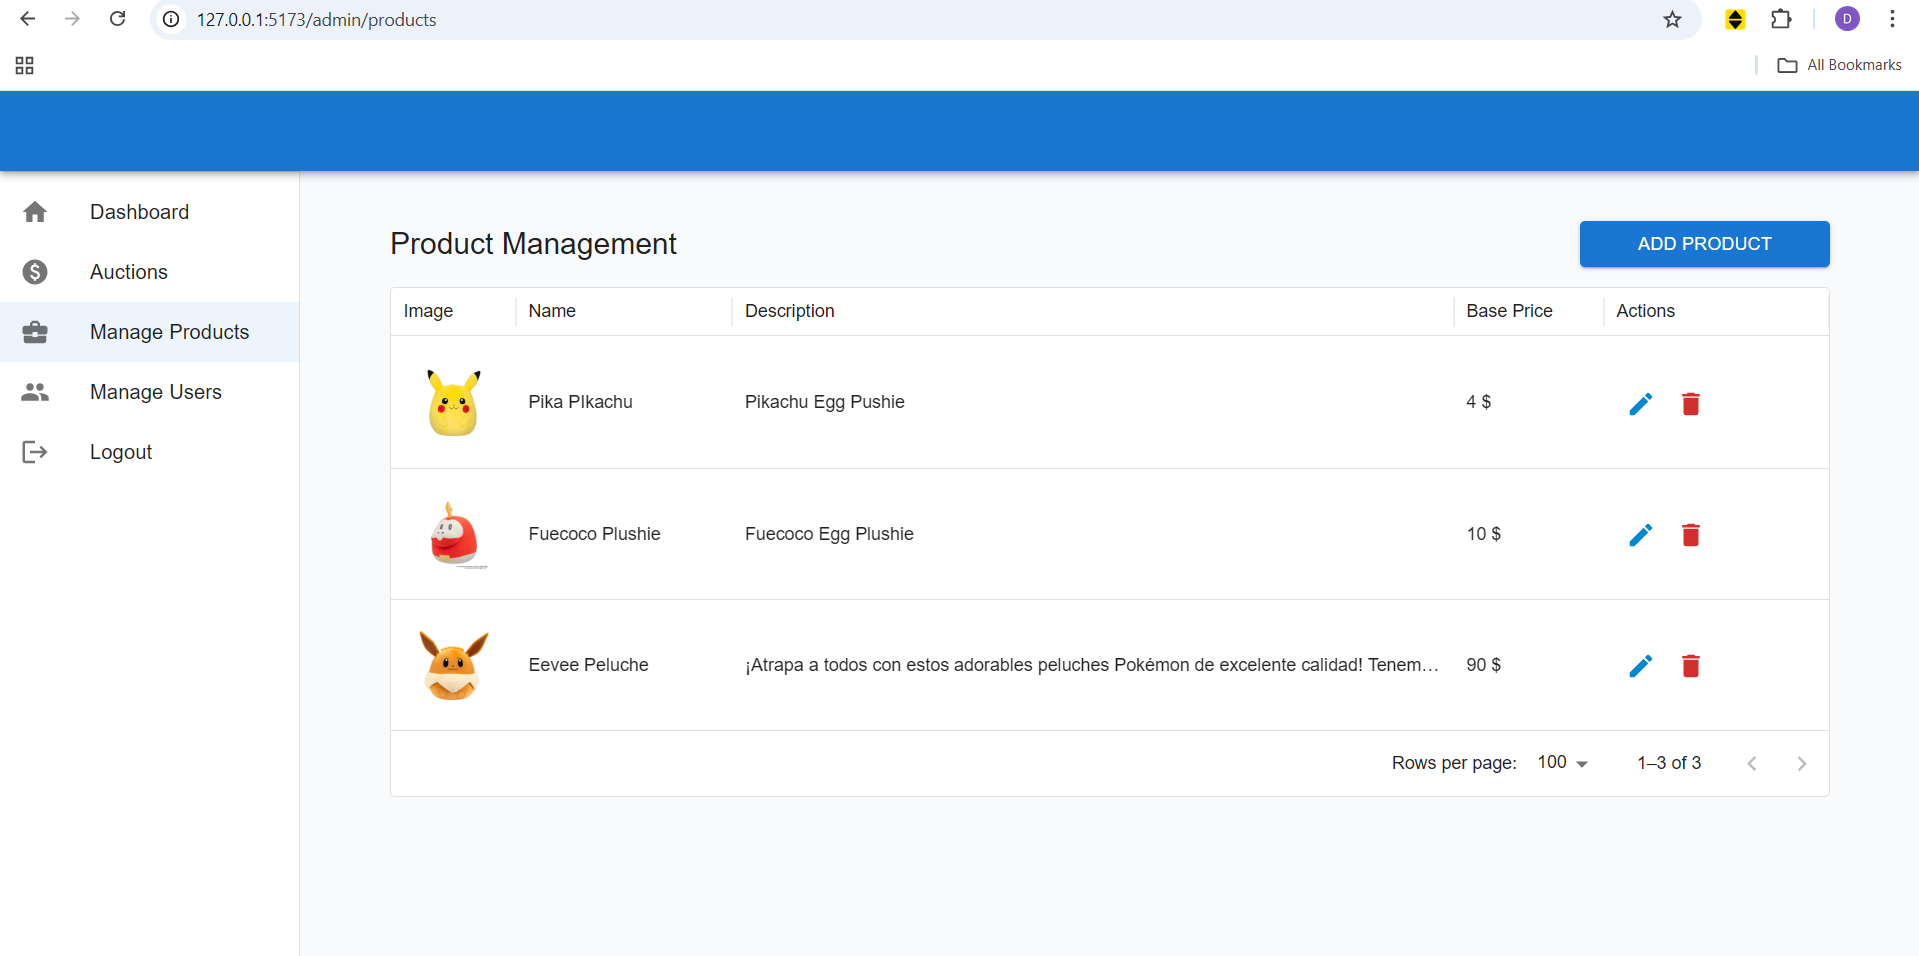 127.0.0.1:5173/admin/products
D
All Bookmarks
Dashboard
Auctions
Manage Products
Manage Users
Logout
Product Management
ADD PRODUCT
Image Name Description Base Price Actions
Pika PIkachu Pikachu Egg Pushie 4 $
Fuecoco Plushie Fuecoco Egg Plushie 10 $
Eevee Peluche ¡Atrapa a todos con estos adorables peluches Pokémon de excelente calidad! Tenem… 90 $
Rows per page: 100 1–3 of 3